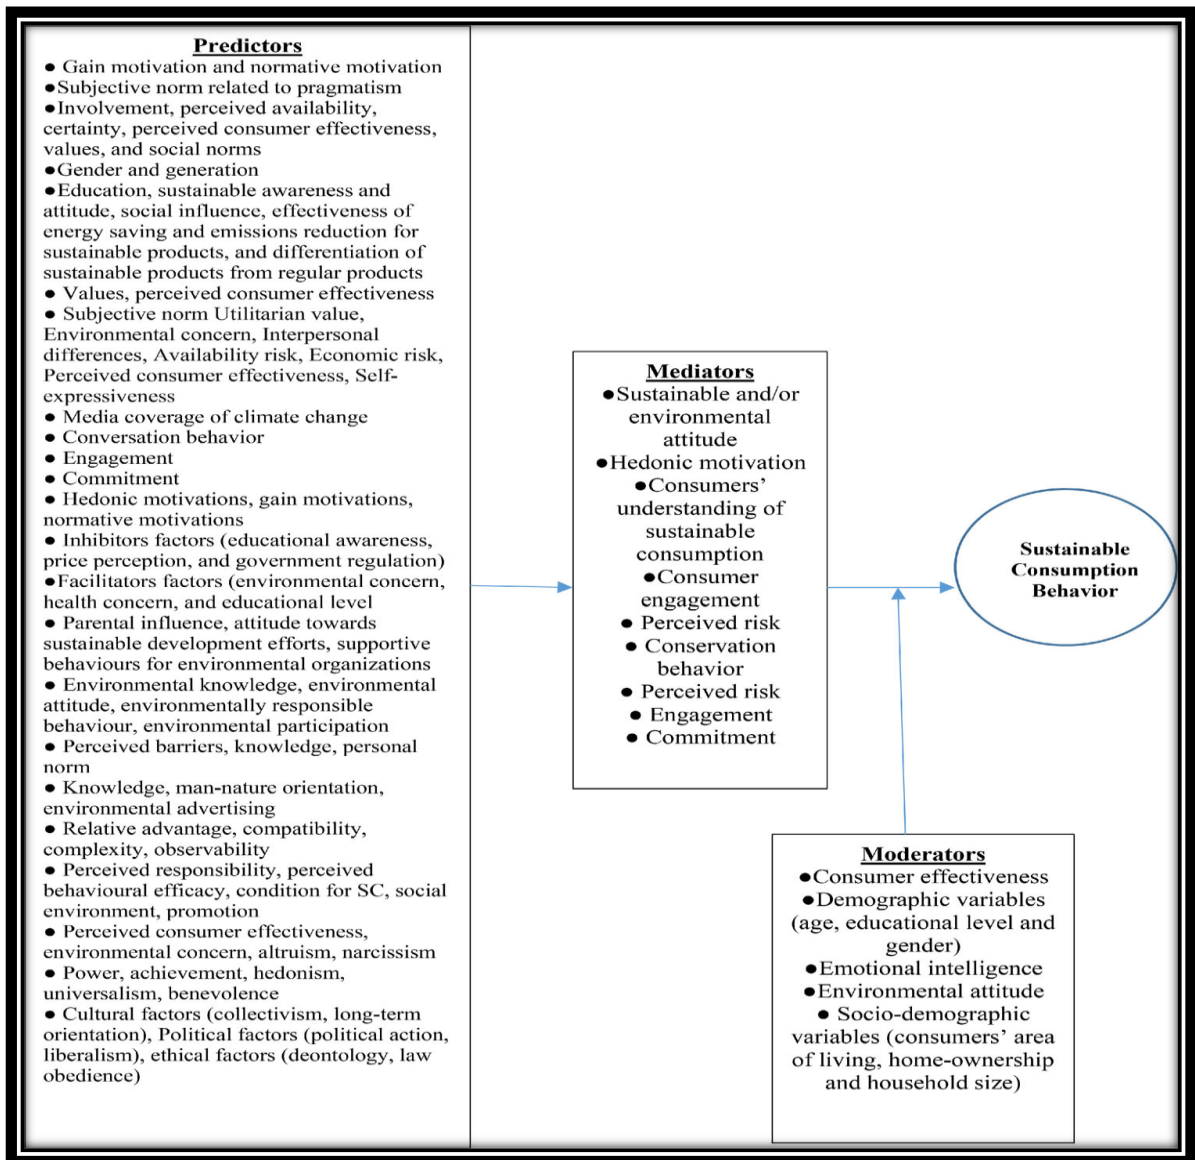 Predictors
● Gain motivation and normative motivation
●Subjective norm related to pragmatism
●Involvement, perceived availability,
certainty, perceived consumer effectiveness,
values, and social norms
●Gender and generation
●Education, sustainable awareness and
attitude, social influence, effectiveness of
energy saving and emissions reduction for
sustainable products, and differentiation of
sustainable products from regular products
● Values, perceived consumer effectiveness
● Subjective norm Utilitarian value,
Environmental concern, Interpersonal
differences, Availability risk, Economic risk,
Perceived consumer effectiveness, Self-
expressiveness
● Media coverage of climate change
● Conversation behavior
● Engagement
● Commitment
● Hedonic motivations, gain motivations,
normative motivations
● Inhibitors factors (educational awareness,
price perception, and government regulation)
●Facilitators factors (environmental concern,
health concern, and educational level
● Parental influence, attitude towards
sustainable development efforts, supportive
behaviours for environmental organizations
● Environmental knowledge, environmental
attitude, environmentally responsible
behaviour, environmental participation
● Perceived barriers, knowledge, personal
norm
● Knowledge, man-nature orientation,
environmental advertising
● Relative advantage, compatibility,
complexity, observability
● Perceived responsibility, perceived
behavioural efficacy, condition for SC, social
environment, promotion
● Perceived consumer effectiveness,
environmental concern, altruism, narcissism
● Power, achievement, hedonism,
universalism, benevolence
● Cultural factors (collectivism, long-term
orientation), Political factors (political action,
liberalism), ethical factors (deontology, law
obedience)
Mediators
●Sustainable and/or
environmental
attitude
●Hedonic motivation
●Consumers’
understanding of
sustainable
consumption
●Consumer
engagement
● Perceived risk
● Conservation
behavior
● Perceived risk
● Engagement
● Commitment
Sustainable
Consumption
Behavior
Moderators
●Consumer effectiveness
●Demographic variables
(age, educational level and
gender)
●Emotional intelligence
●Environmental attitude
● Socio-demographic
variables (consumers’ area
of living, home-ownership
and household size)